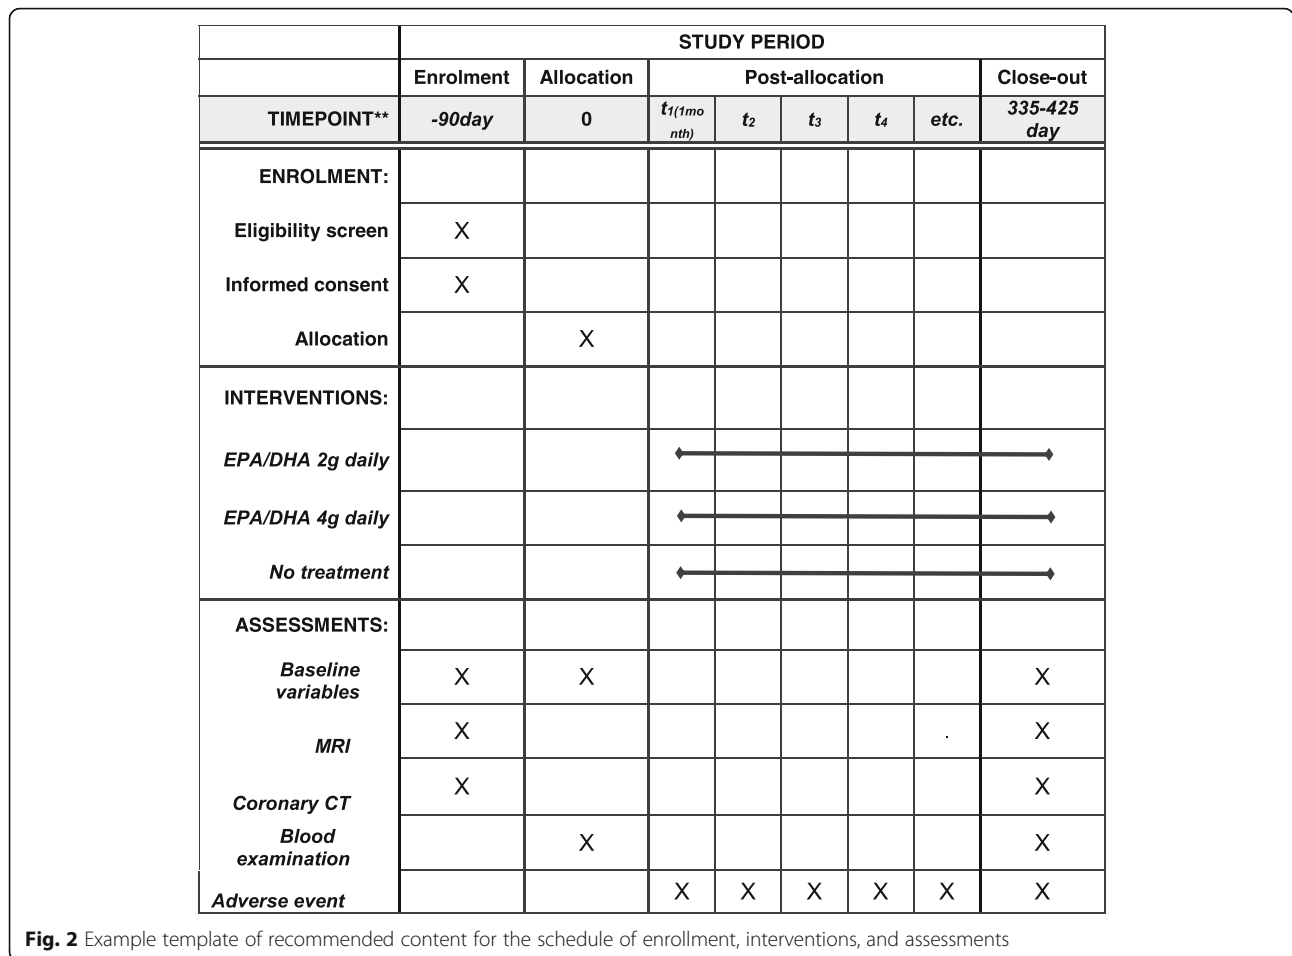 STUDY PERIOD
Enrolment Allocation Post-allocation Close-out
TIMEPOINT** -90day 0 t1(1mo nth) t2 t3 t4 etc. 335-425 day
ENROLMENT:
Eligibility screen X
Informed consent X
Allocation X
INTERVENTIONS:
EPA/DHA 2g daily
EPA/DHA 4g daily
No treatment
ASSESSMENTS:
Baseline variables X X X
MRI X . X
Coronary CT X X
Blood examination X X
Adverse event X X X X X X
Fig. 2 Example template of recommended content for the schedule of enrollment, interventions, and assessments